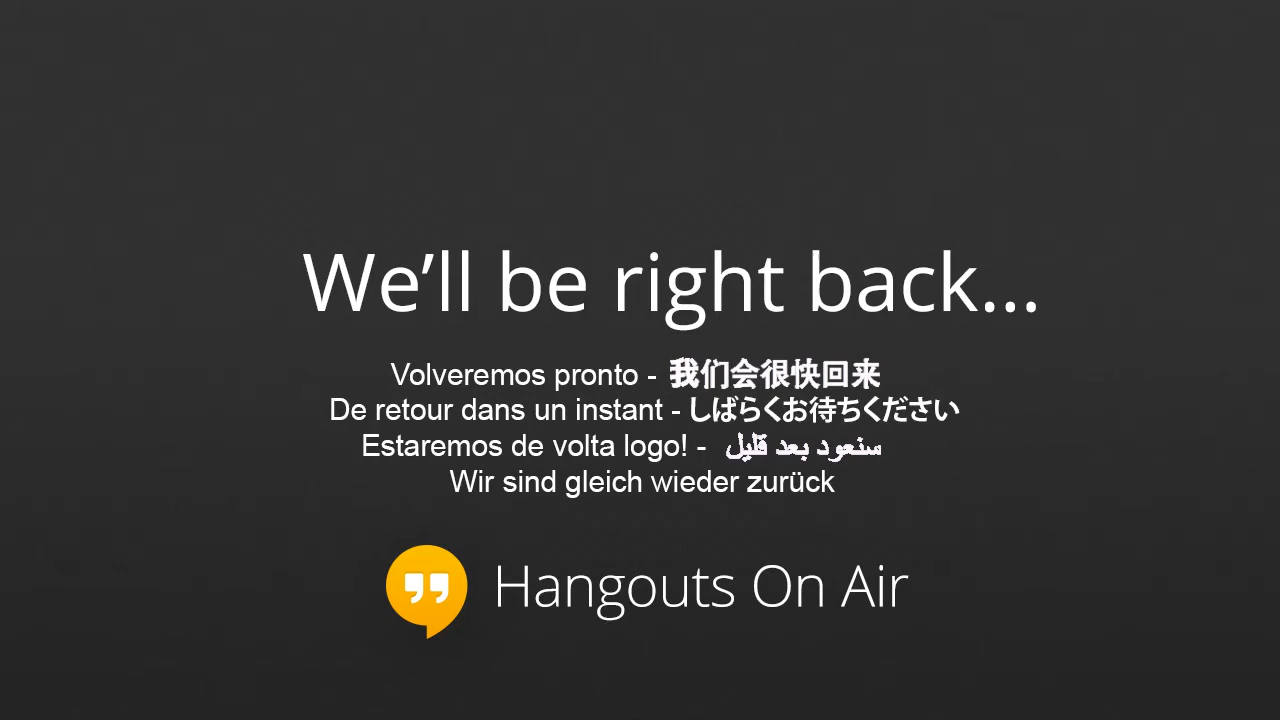 We’ll be right back...
Volveremos pronto - 我们会很快回来
De retour dans un instant - しばらくお待ちください
Estaremos de volta logo! - سنعود بعد قليل
Wir sind gleich wieder zurück
Hangouts On Air